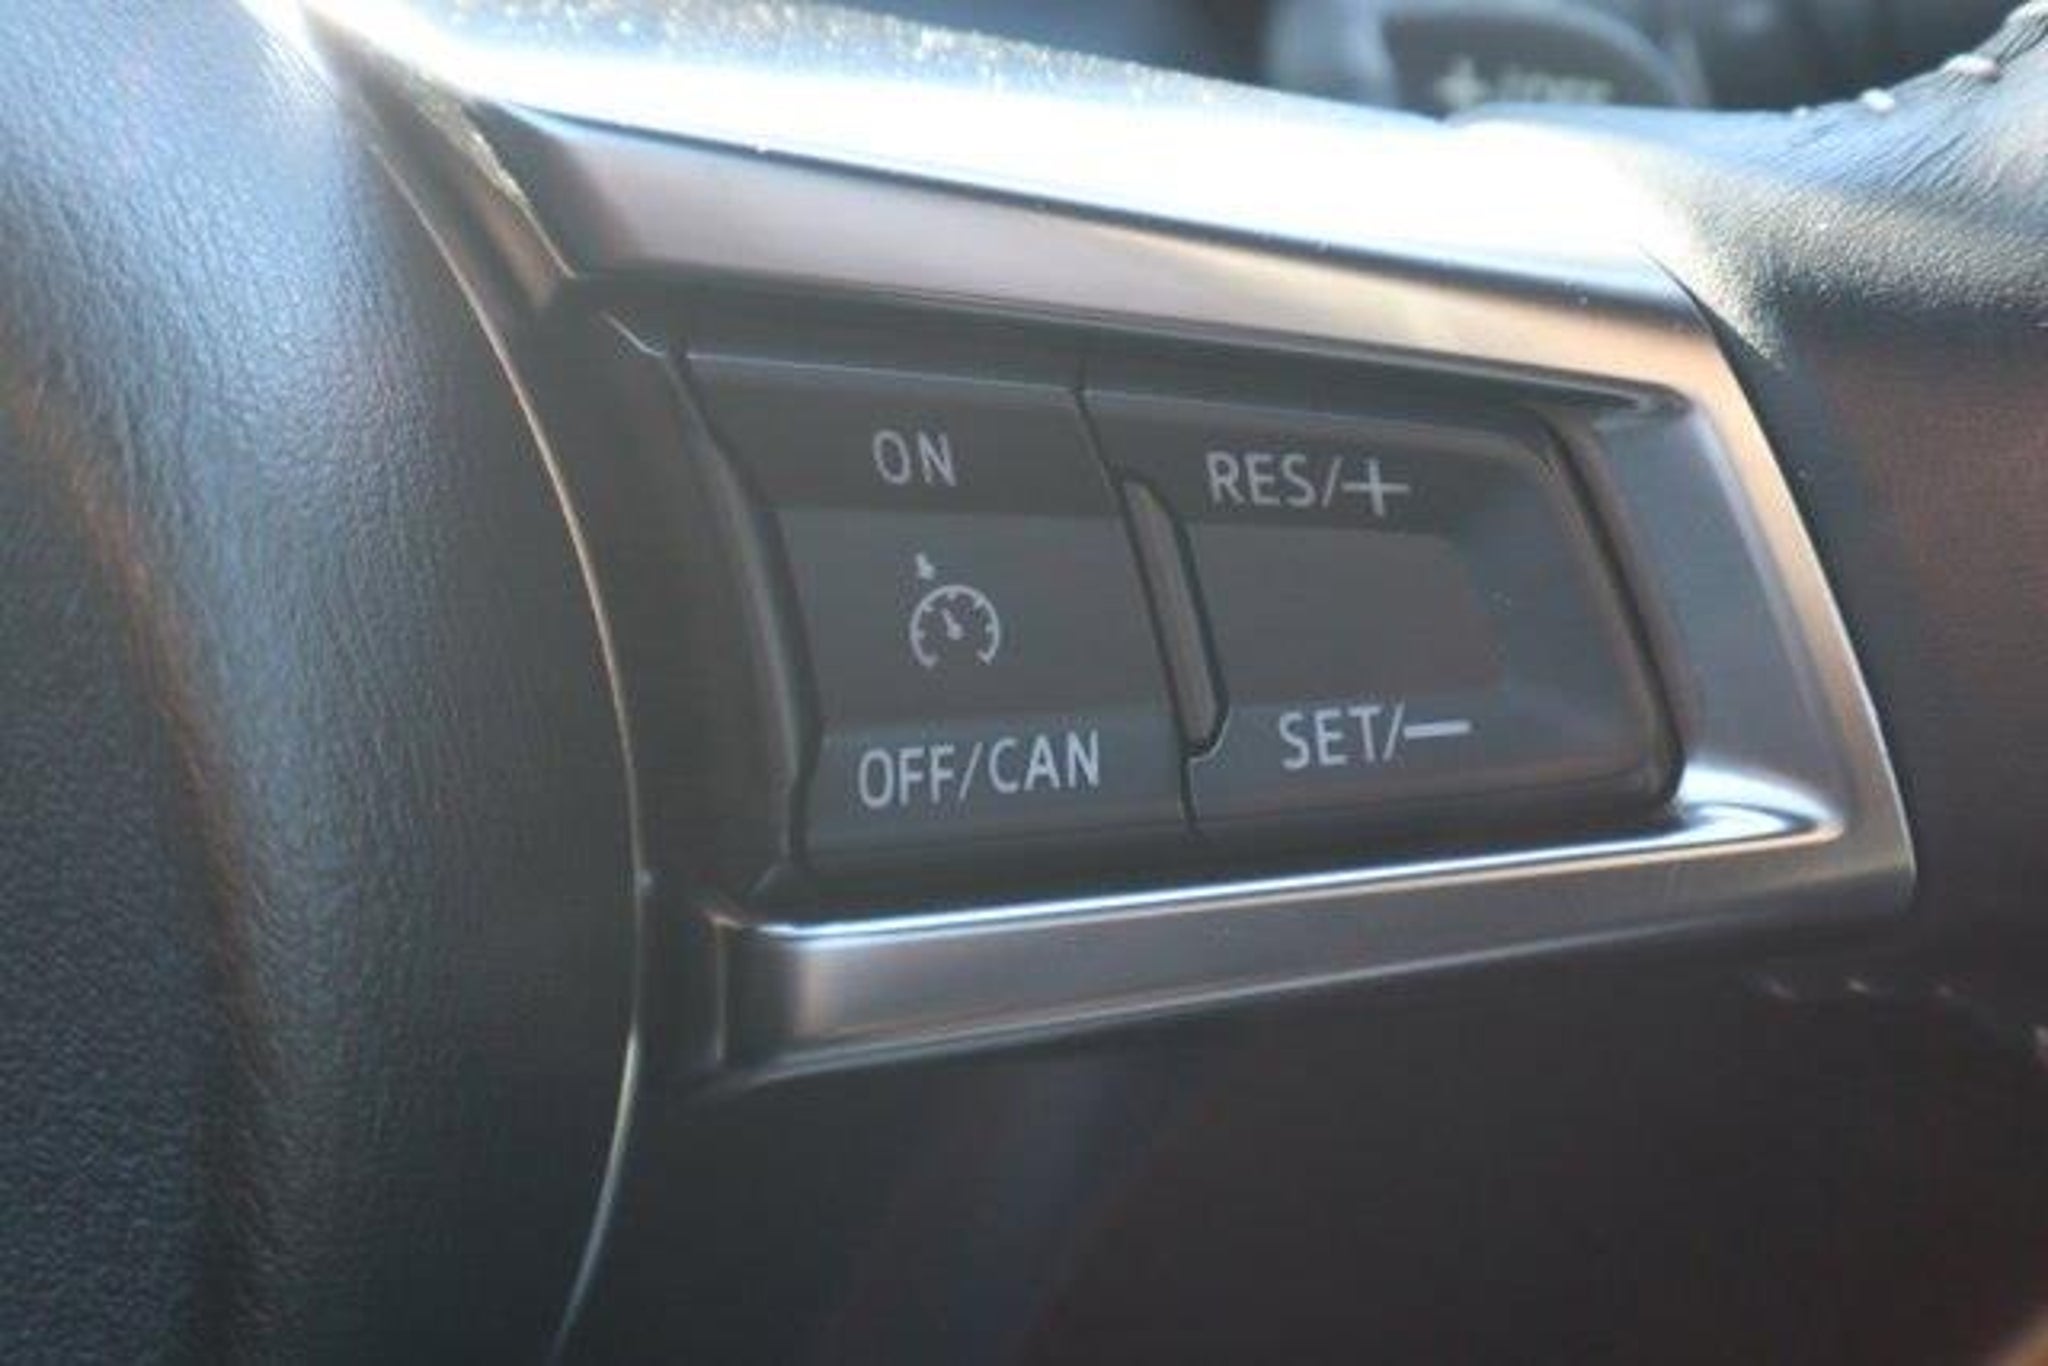 ON
RES/+
OFF/CAN
SET/−